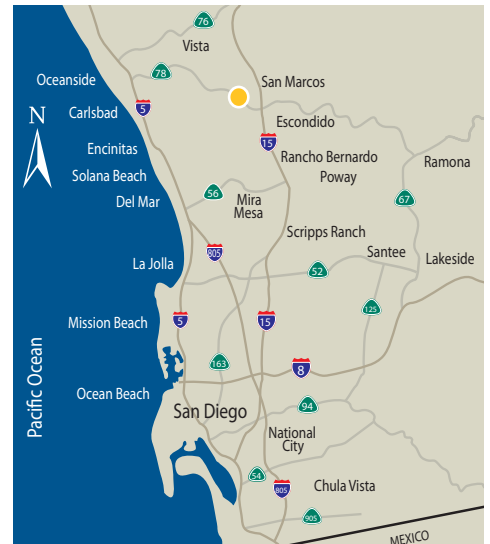 76
Vista
78
Oceanside
San Marcos
5
Carlsbad
N
Escondido
15
Encinitas
Rancho Bernardo
Ramona
Solana Beach
Poway
56
67
Del Mar
Mira
Mesa
Scripps Ranch
805
Santee
La Jolla
52
Lakeside
125
Mission Beach
5
15
163
8
Pacific Ocean
Ocean Beach
94
San Diego
National
City
54
805
Chula Vista
905
MEXICO